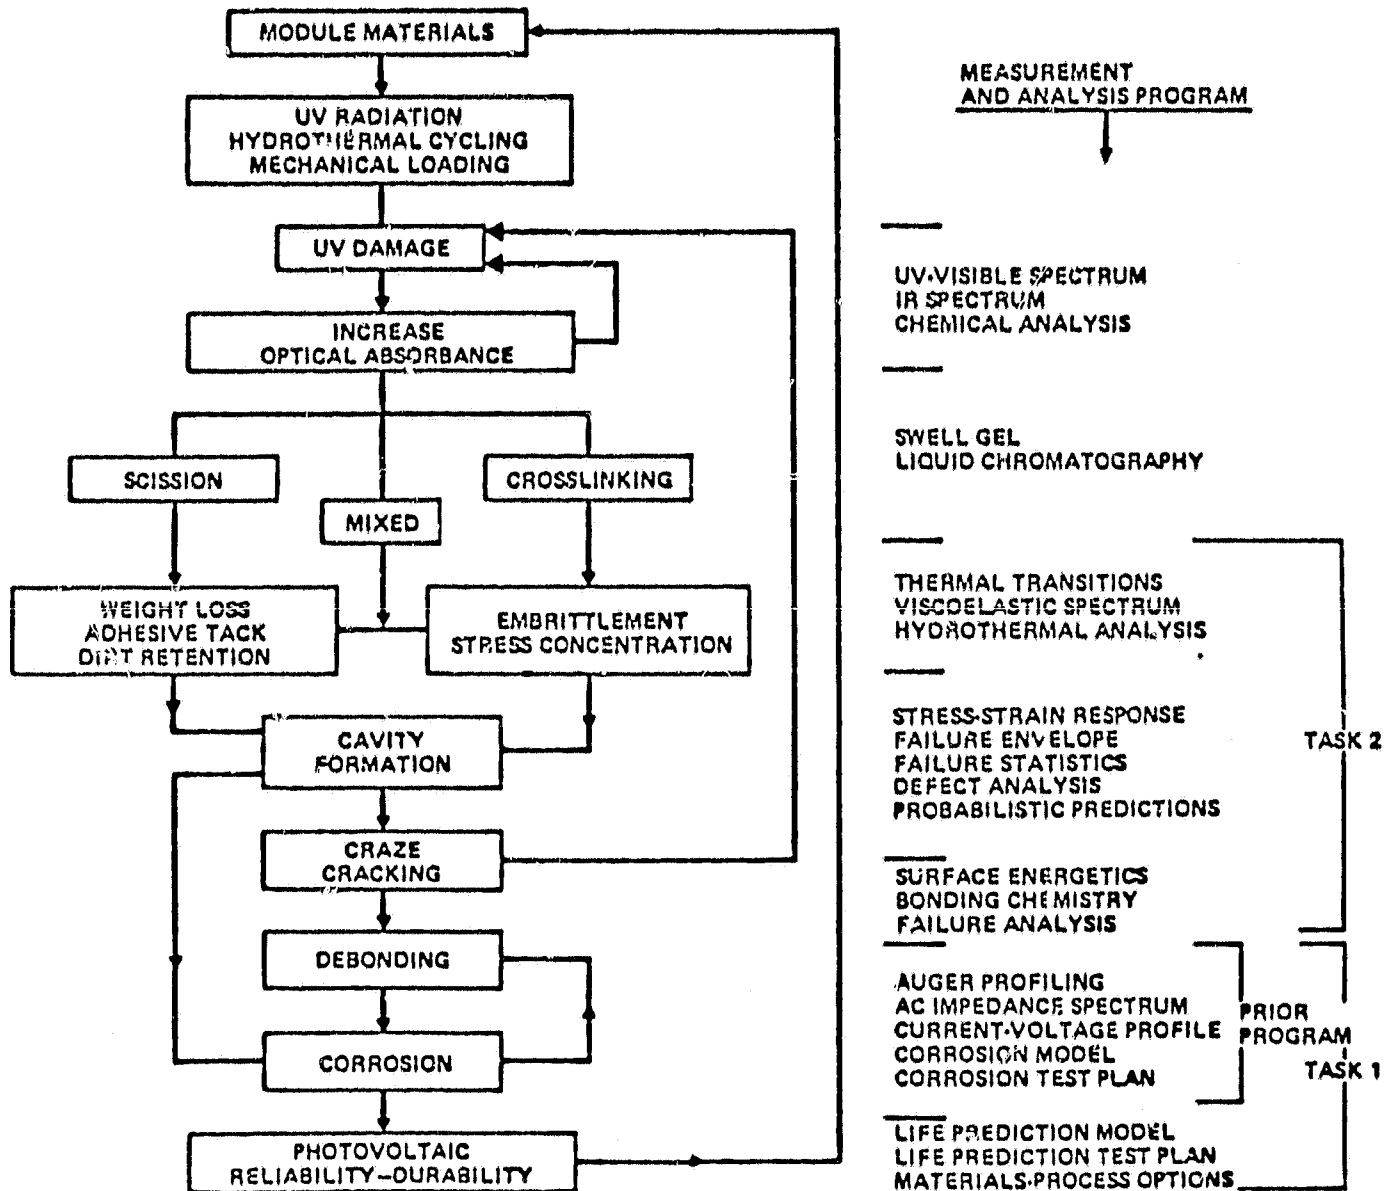 MODULE MATERIALS
UV RADIATION
HYDROTHERMAL CYCLING
MECHANICAL LOADING
UV DAMAGE
INCREASE
OPTICAL ABSORBANCE
SCISSION
MIXED
CROSSLINKING
WEIGHT LOSS
ADHESIVE TACK
DIRT RETENTION
EMBRITTLEMENT
STRESS CONCENTRATION
CAVITY
FORMATION
CRAZE
CRACKING
DEBONDING
CORROSION
PHOTOVOLTAIC
RELIABILITY–DURABILITY
MEASUREMENT
AND ANALYSIS PROGRAM
UV-VISIBLE SPECTRUM
IR SPECTRUM
CHEMICAL ANALYSIS
SWELL GEL
LIQUID CHROMATOGRAPHY
THERMAL TRANSITIONS
VISCOELASTIC SPECTRUM
HYDROTHERMAL ANALYSIS
STRESS-STRAIN RESPONSE
FAILURE ENVELOPE
FAILURE STATISTICS
DEFECT ANALYSIS
PROBABILISTIC PREDICTIONS
TASK 2
SURFACE ENERGETICS
BONDING CHEMISTRY
FAILURE ANALYSIS
AUGER PROFILING
AC IMPEDANCE SPECTRUM
CURRENT-VOLTAGE PROFILE
CORROSION MODEL
CORROSION TEST PLAN
PRIOR
PROGRAM
TASK 1
LIFE PREDICTION MODEL
LIFE PREDICTION TEST PLAN
MATERIALS-PROCESS OPTIONS